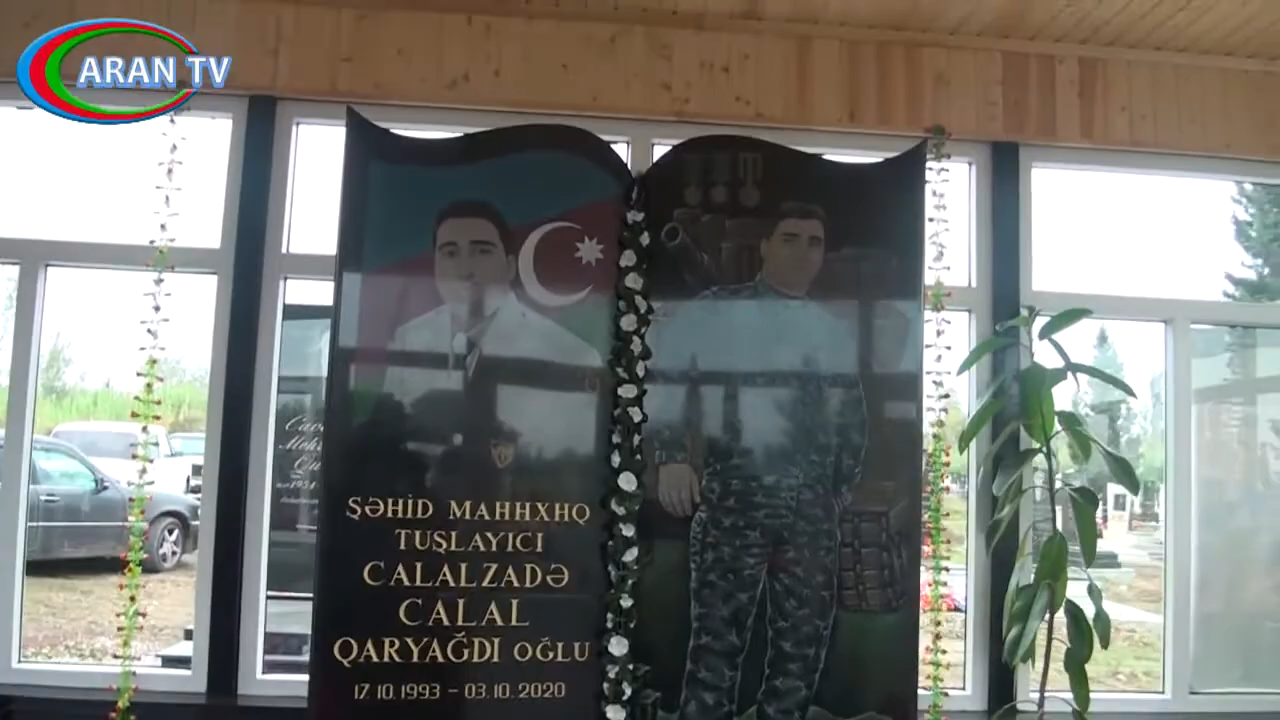 ARAN TV
ŞƏHİD MAHHXHQ
TUŞLAYICI
CALALZADƏ
CALAL
QARYAĞDI OĞLU
17.10.1993 – 03.10.2020